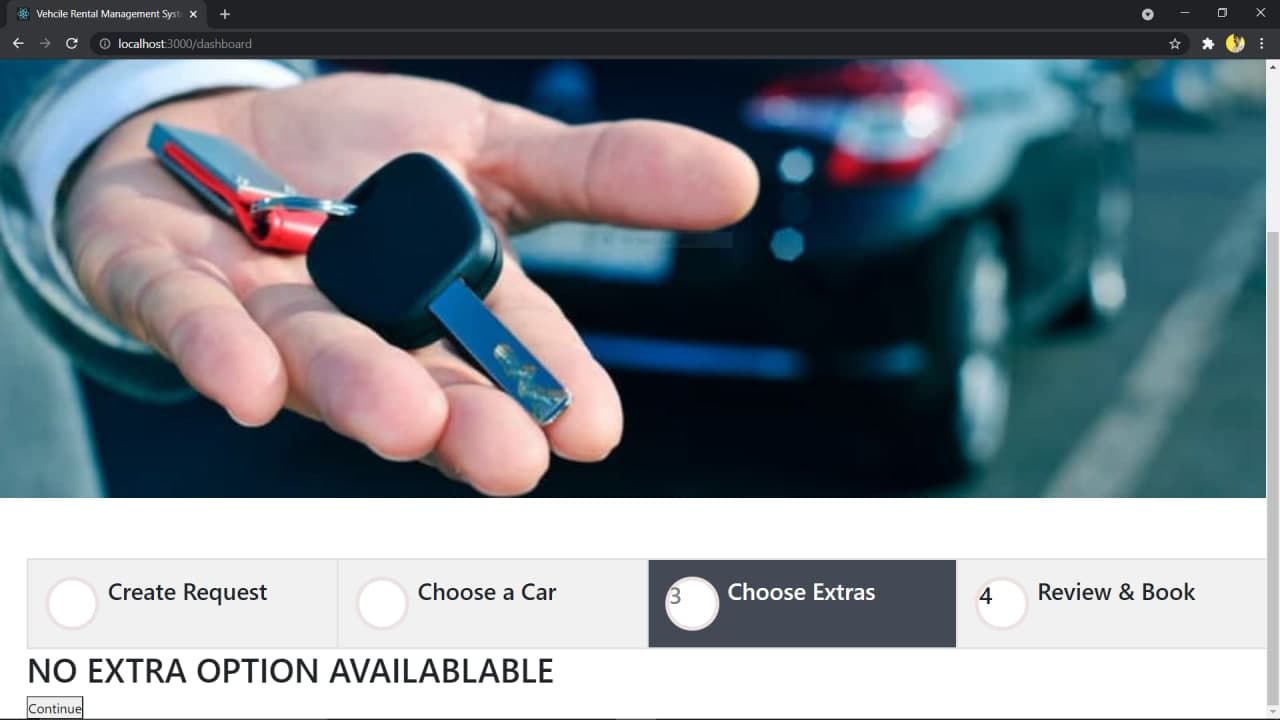 Vehcile Rental Management Syst
localhost:3000/dashboard
Create Request
Choose a Car
3 Choose Extras
4 Review & Book
NO EXTRA OPTION AVAILABLABLE
Continue